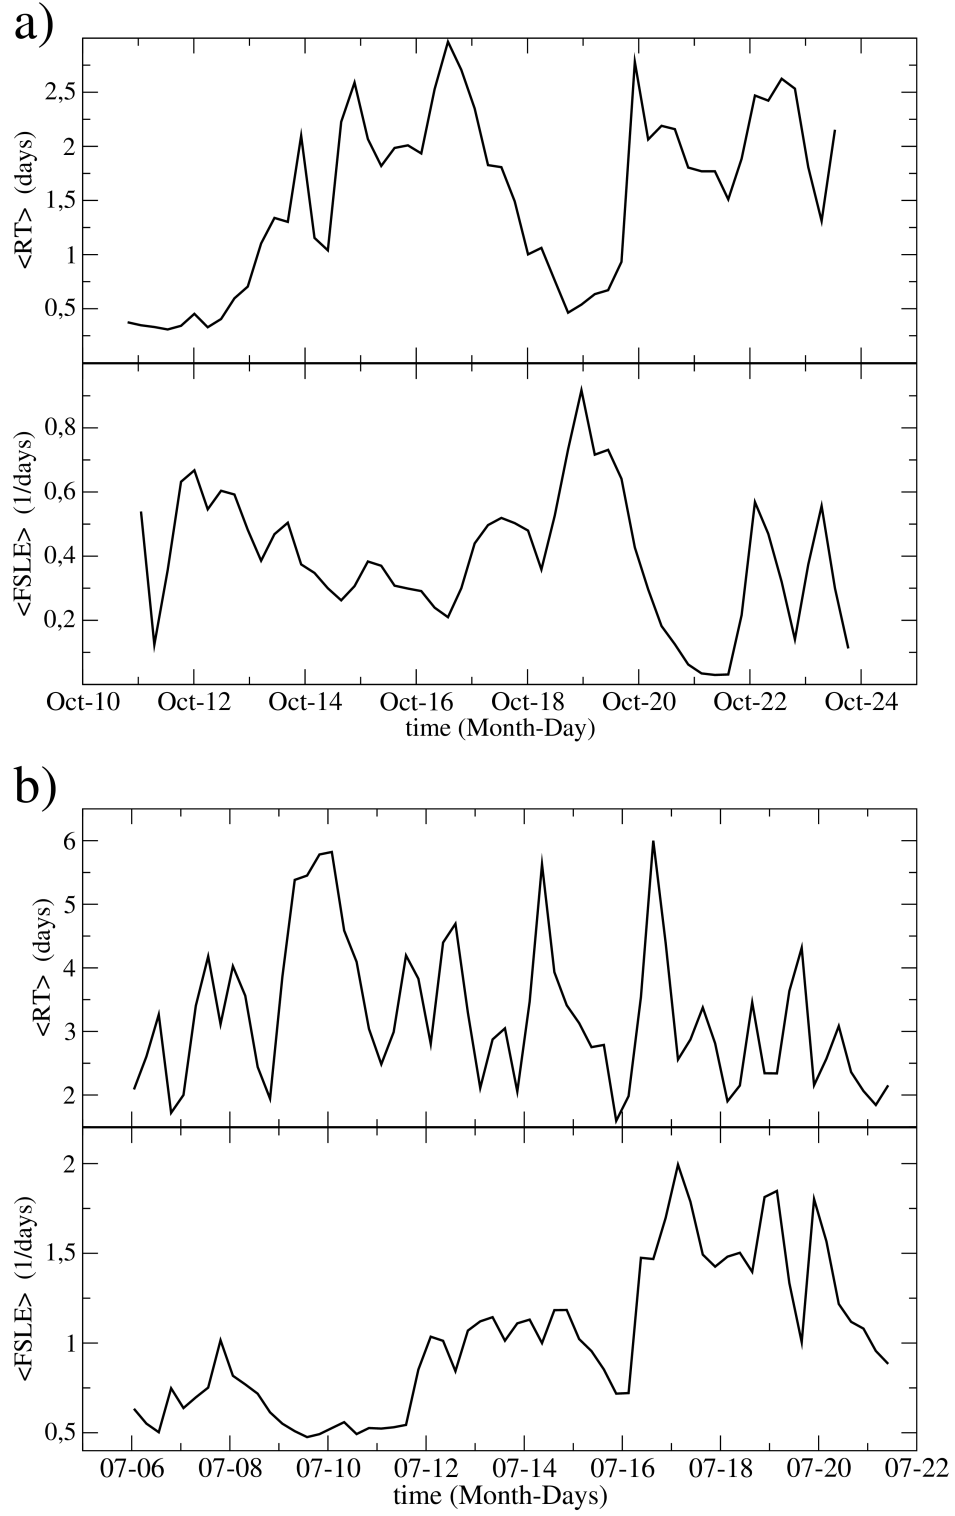 a)
<RT> (days)
2,5
2
1,5
1
0,5
<FSLE> (1/days)
0,8
0,6
0,4
0,2
Oct-10 Oct-12 Oct-14 Oct-16 Oct-18 Oct-20 Oct-22 Oct-24
time (Month-Day)
b)
<RT> (days)
6
5
4
3
2
<FSLE> (1/days)
2
1,5
1
0,5
07-06 07-08 07-10 07-12 07-14 07-16 07-18 07-20 07-22
time (Month-Days)